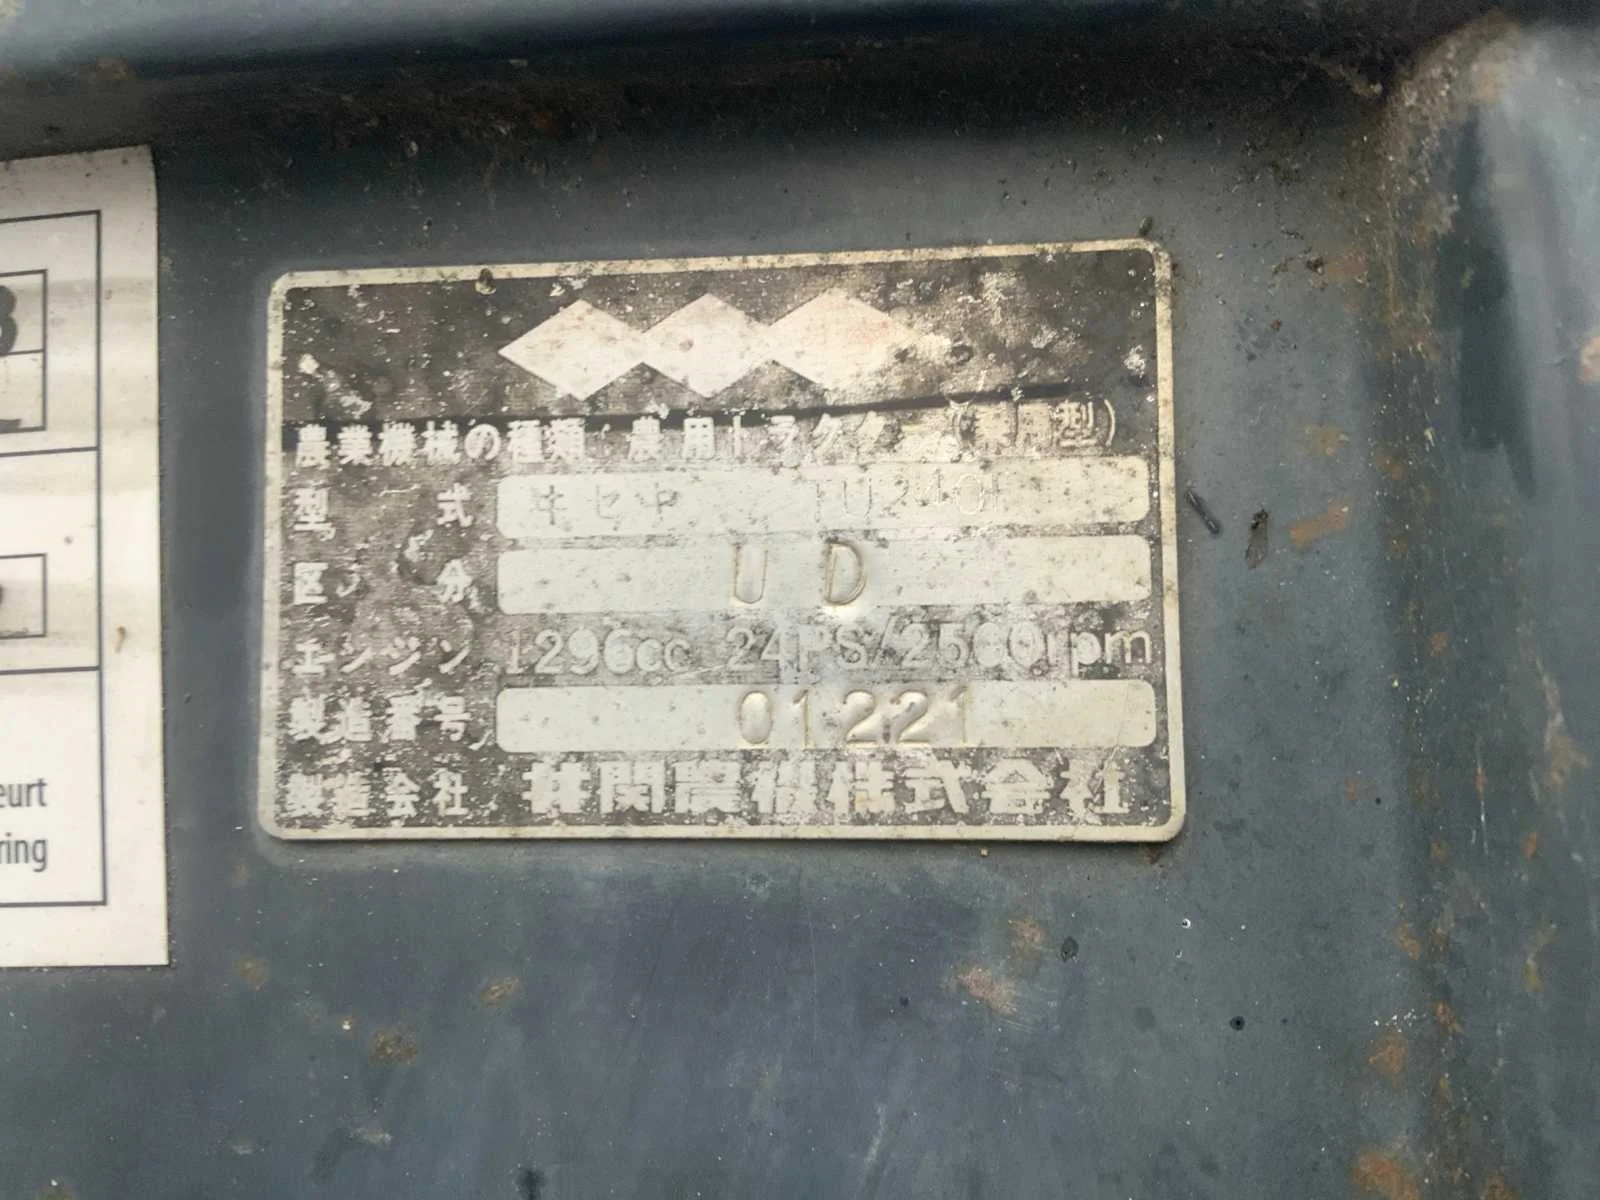 農業機械の種類 農用トラクター(乗用型)
型式 ヰセキ TU240F
区分 UD
エンジン 1296cc 24PS/2500rpm
製造番号 01221
製造会社 井関農機株式会社
eurt
ring